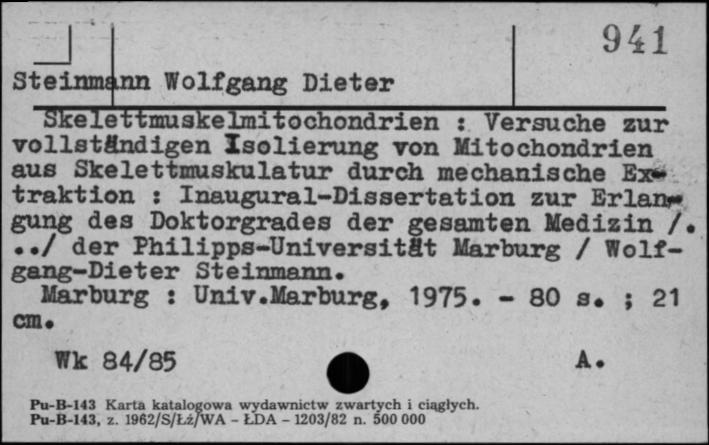 941
Steinmann Wolfgang Dieter
Skelettmuskelmitochondrien : Versuche zur
vollständigen Isolierung von Mitochondrien
aus Skelettmuskulatur durch mechanische Ex-
traktion : Inaugural-Dissertation zur Erlan-
gung des Doktorgrades der gesamten Medizin /.
../ der Philipps-Universität Marburg / Wolf-
gang-Dieter Steinmann.
Marburg : Univ.Marburg, 1975. - 80 s. ; 21
cm.
Wk 84/85 A.
Pu-B-143 Karta katalogowa wydawnictw zwartych i ciągłych.
Pu-B-143, z. 1962/S/Łź/WA - ŁDA - 1203/82 n. 500 000